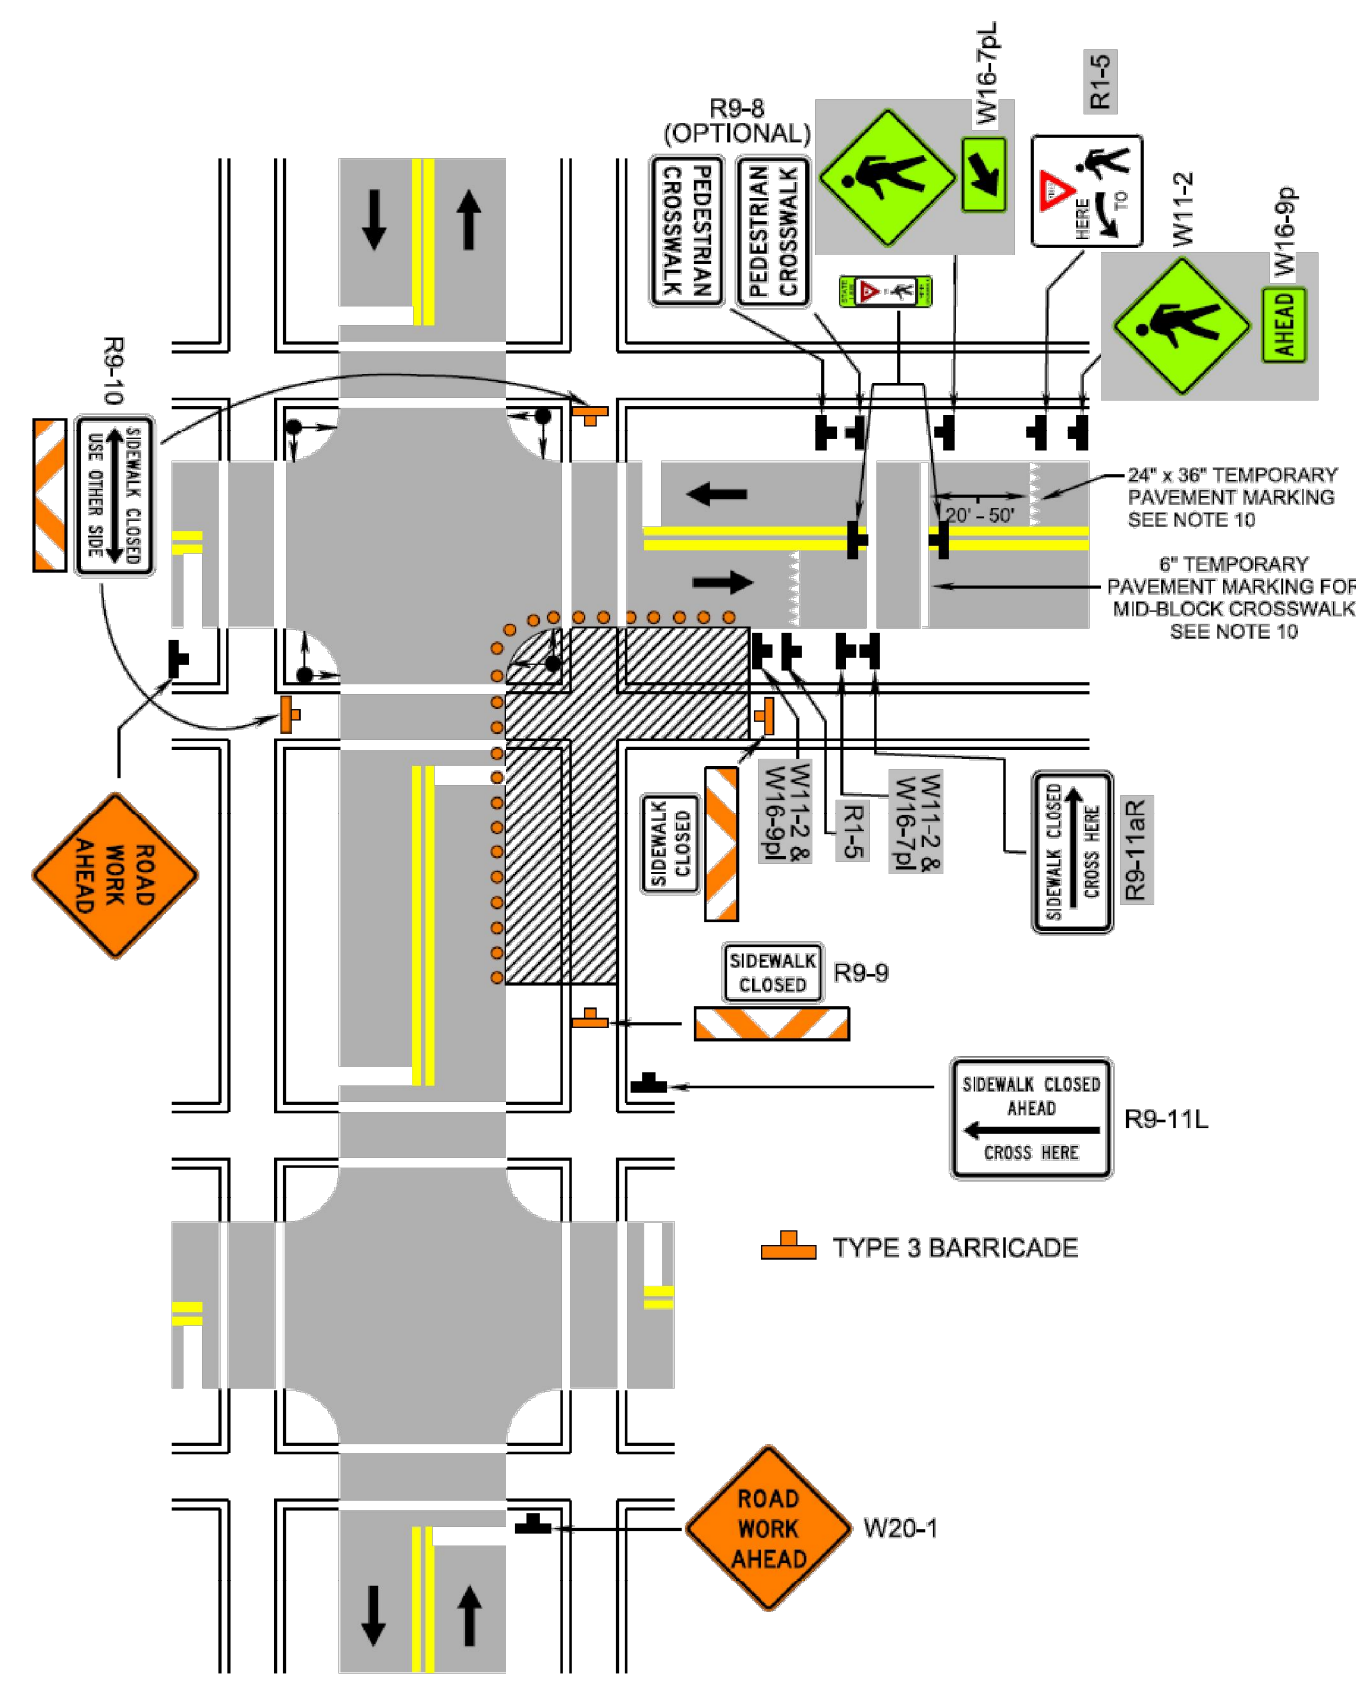 W16-7pL
R1-5
R9-8
(OPTIONAL)
PEDESTRIAN
CROSSWALK
PEDESTRIAN
CROSSWALK
HERE
TO
W11-2
W16-9p
AHEAD
R9-10
SIDEWALK CLOSED
USE OTHER SIDE
24" x 36" TEMPORARY
PAVEMENT MARKING
SEE NOTE 10
20' - 50'
6" TEMPORARY
PAVEMENT MARKING FOR
MID-BLOCK CROSSWALK
SEE NOTE 10
ROAD
WORK
AHEAD
SIDEWALK
CLOSED
W11-2 &
W16-9pl
R1-5
W11-2 &
W16-7pl
SIDEWALK CLOSED
CROSS HERE
R9-11aR
SIDEWALK
CLOSED
R9-9
SIDEWALK CLOSED
AHEAD
CROSS HERE
R9-11L
TYPE 3 BARRICADE
ROAD
WORK
AHEAD
W20-1